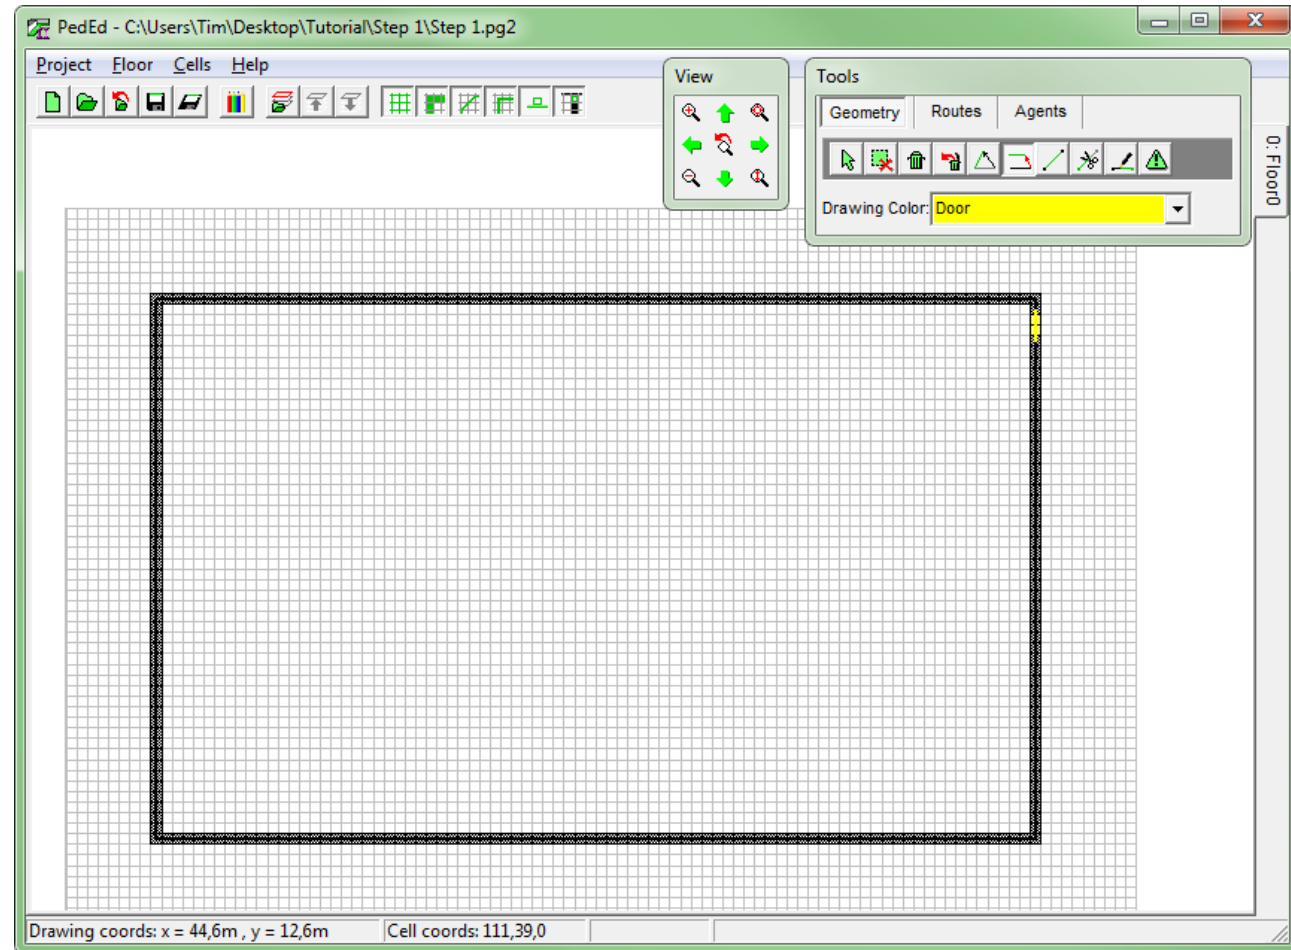 PedEd - C:\Users\Tim\Desktop\Tutorial\Step 1\Step 1.pg2
Project Floor Cells Help
View
Tools
Geometry Routes Agents
Drawing Color: Door
0: Floor0
Drawing coords: x = 44,6m , y = 12,6m Cell coords: 111,39,0